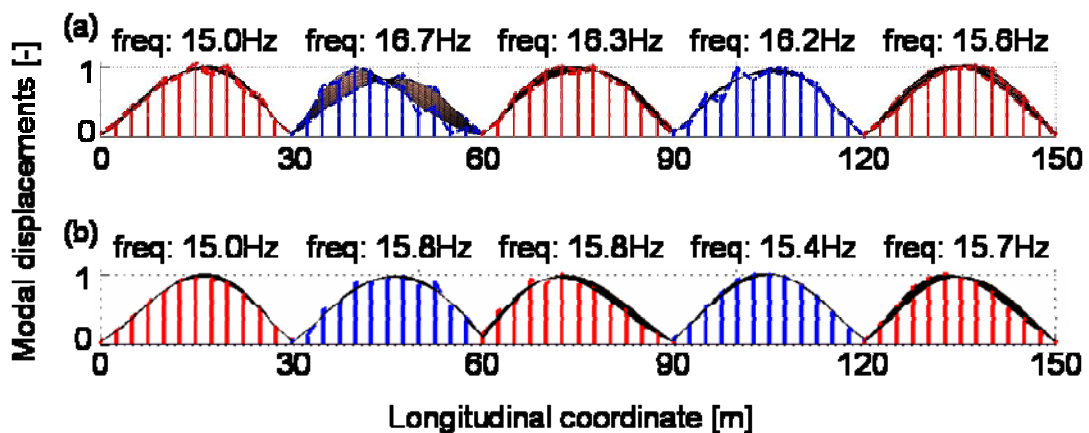 (a)
freq: 15.0Hz freq: 16.7Hz freq: 16.3Hz freq: 16.2Hz freq: 15.6Hz
1
0
0 30 60 90 120 150
(b)
freq: 15.0Hz freq: 15.8Hz freq: 15.8Hz freq: 15.4Hz freq: 15.7Hz
1
0
0 30 60 90 120 150
Modal displacements [-]
Longitudinal coordinate [m]